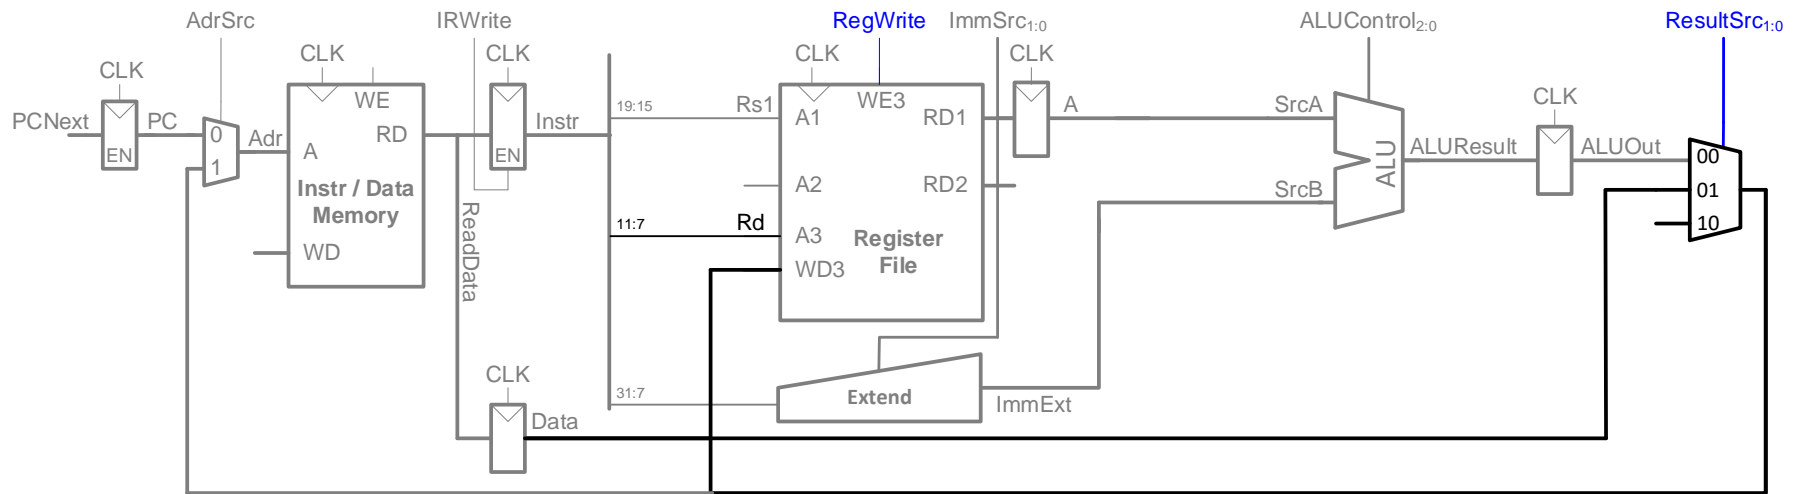 AdrSrc
IRWrite
RegWrite
ImmSrc1:0
ALUControl2:0
ResultSrc1:0
CLK
CLK
CLK
CLK
CLK
CLK
PCNext
EN
PC
0
1
Adr
WE
RD
A
Instr / Data
Memory
WD
ReadData
EN
Instr
19:15
Rs1
A1
WE3
RD1
A
SrcA
ALU
ALUResult
ALUOut
00
01
10
A2
RD2
SrcB
11:7
Rd
A3
WD3
Register
File
31:7
Extend
ImmExt
CLK
Data